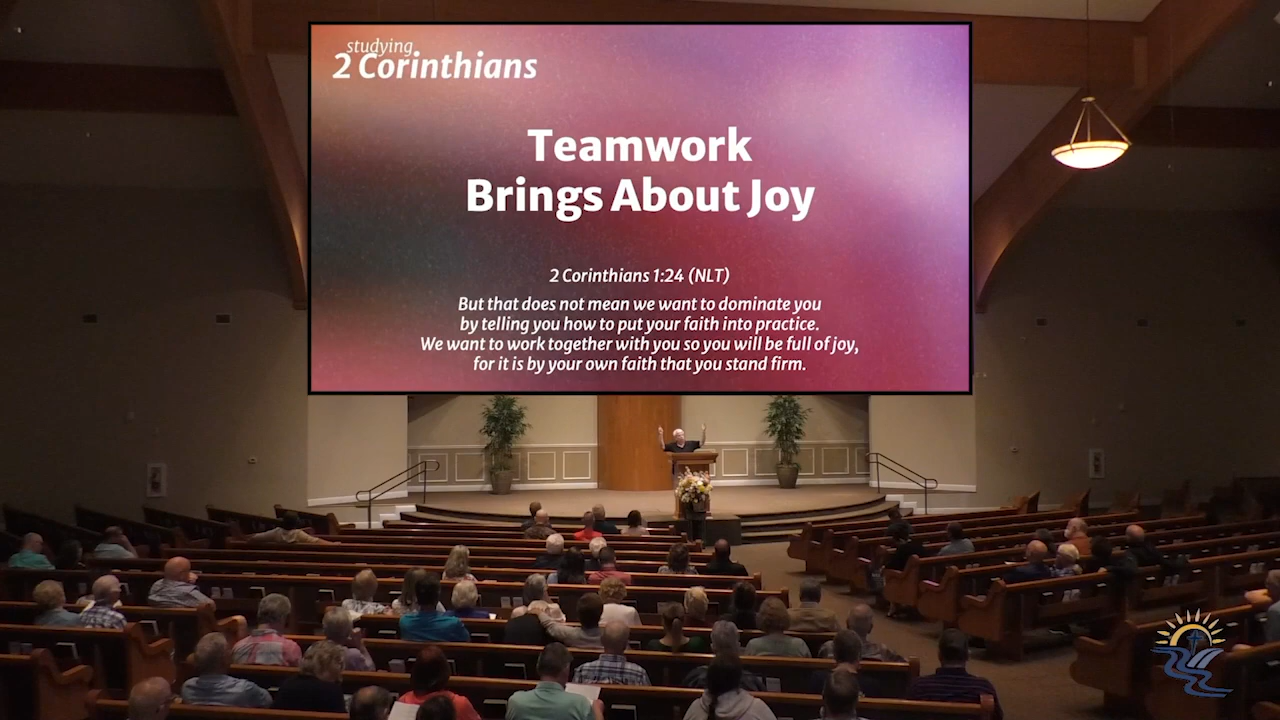 studying
2 Corinthians
Teamwork
Brings About Joy
2 Corinthians 1:24 (NLT)
But that does not mean we want to dominate you
by telling you how to put your faith into practice.
We want to work together with you so you will be full of joy,
for it is by your own faith that you stand firm.